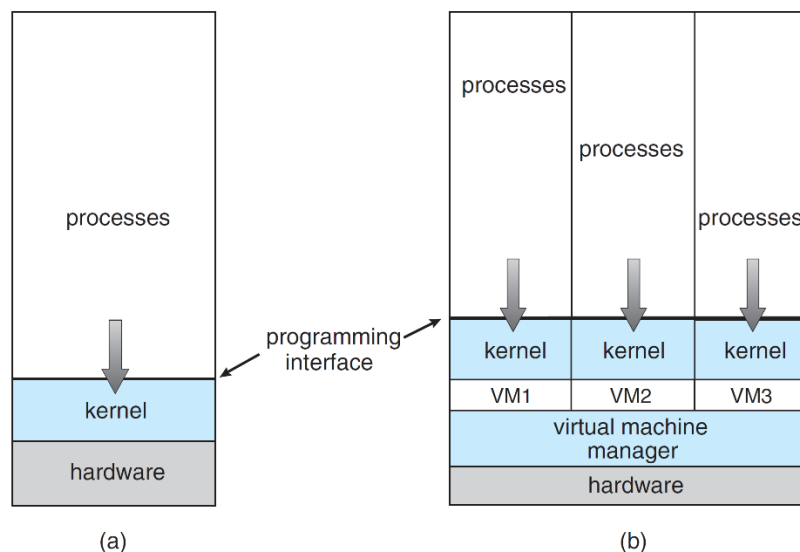 processes
kernel
hardware
(a)
programming
interface
processes
processes
processes
kernel
kernel
kernel
VM1
VM2
VM3
virtual machine
manager
hardware
(b)